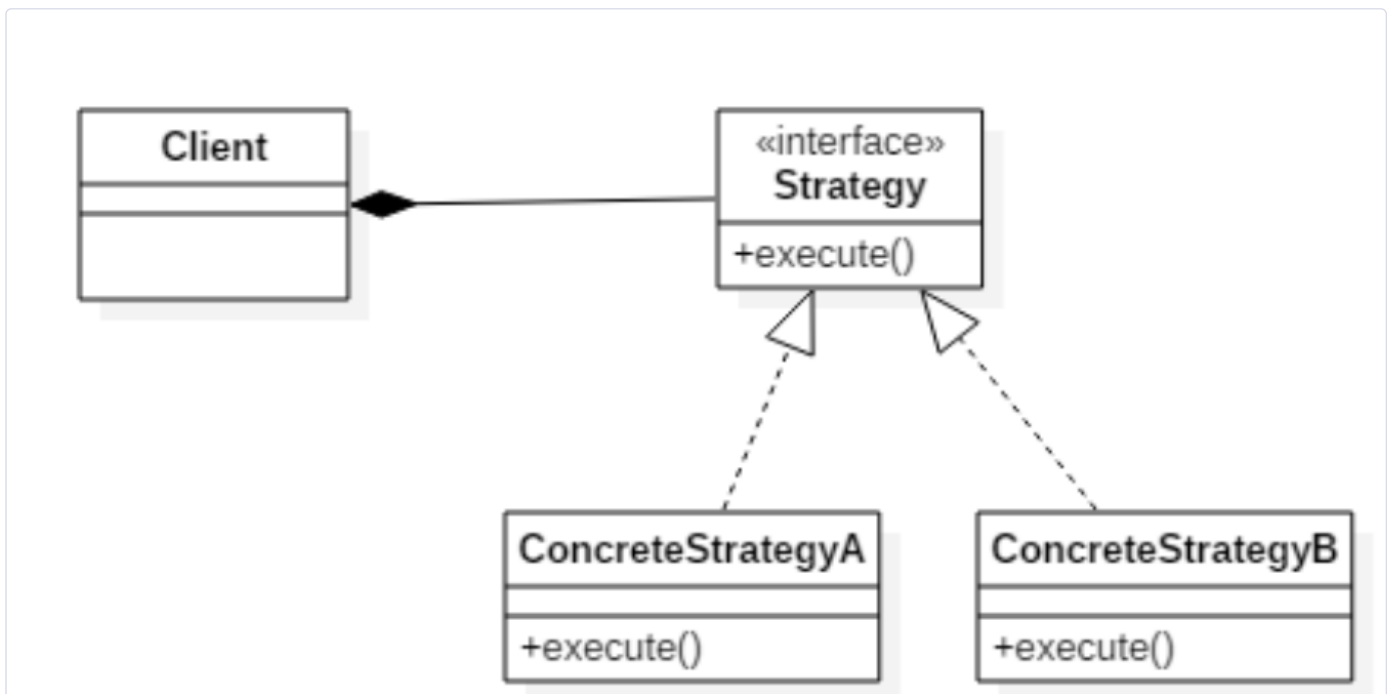 Client
«interface»
Strategy
+execute()
ConcreteStrategyA
+execute()
ConcreteStrategyB
+execute()